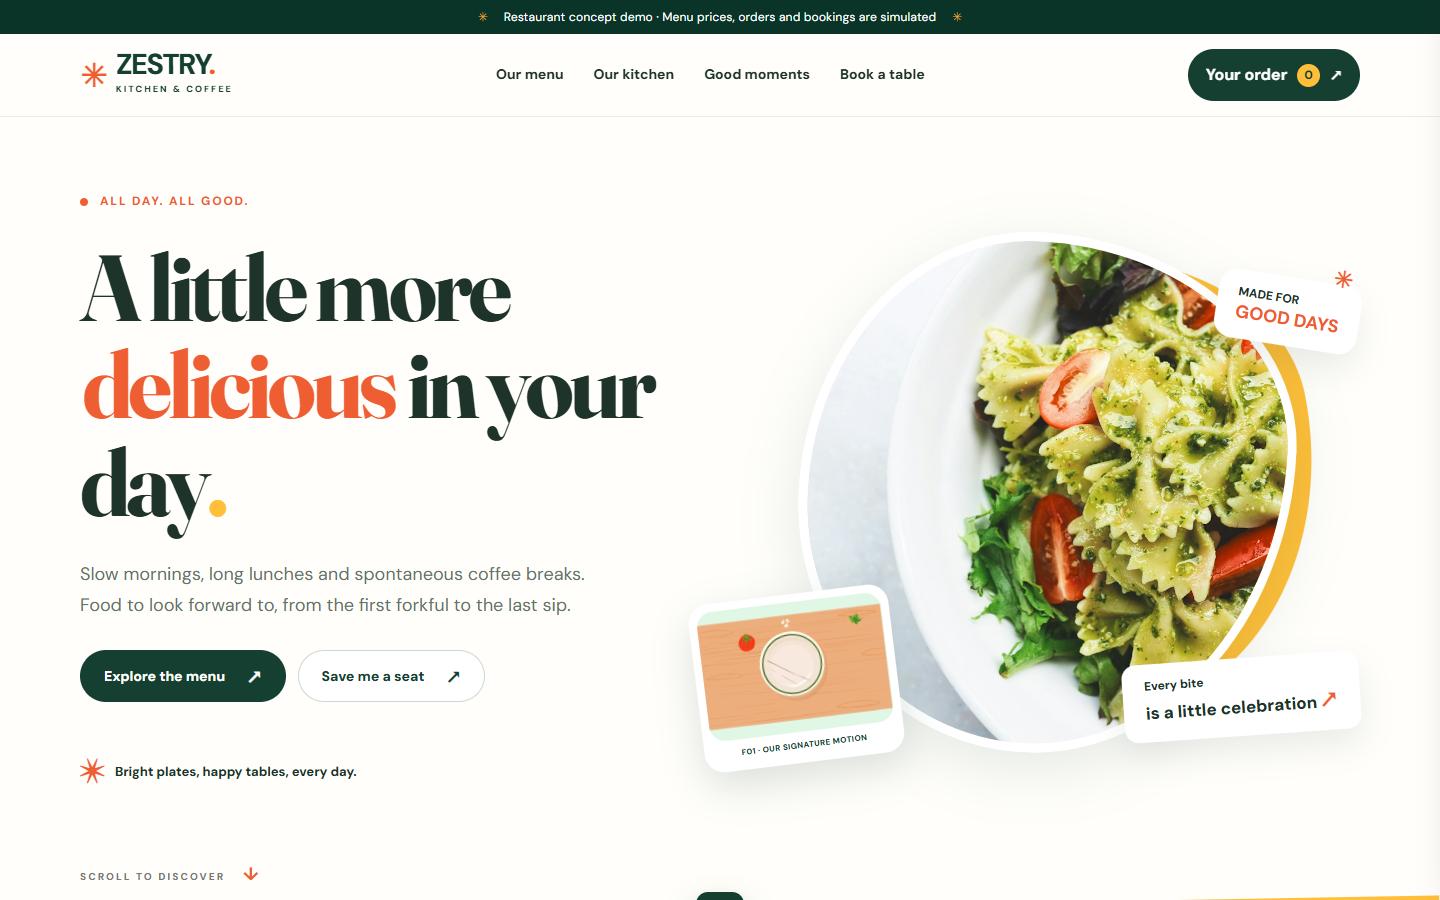 ✳ Restaurant concept demo · Menu prices, orders and bookings are simulated ✳
ZESTRY.
KITCHEN & COFFEE
Our menu
Our kitchen
Good moments
Book a table
Your order 0 ↗
ALL DAY. ALL GOOD.
A little more
delicious in your
day.
Slow mornings, long lunches and spontaneous coffee breaks.
Food to look forward to, from the first forkful to the last sip.
Explore the menu ↗
Save me a seat ↗
Bright plates, happy tables, every day.
SCROLL TO DISCOVER ↓
MADE FOR
GOOD DAYS
F01 · OUR SIGNATURE MOTION
Every bite
is a little celebration ↗